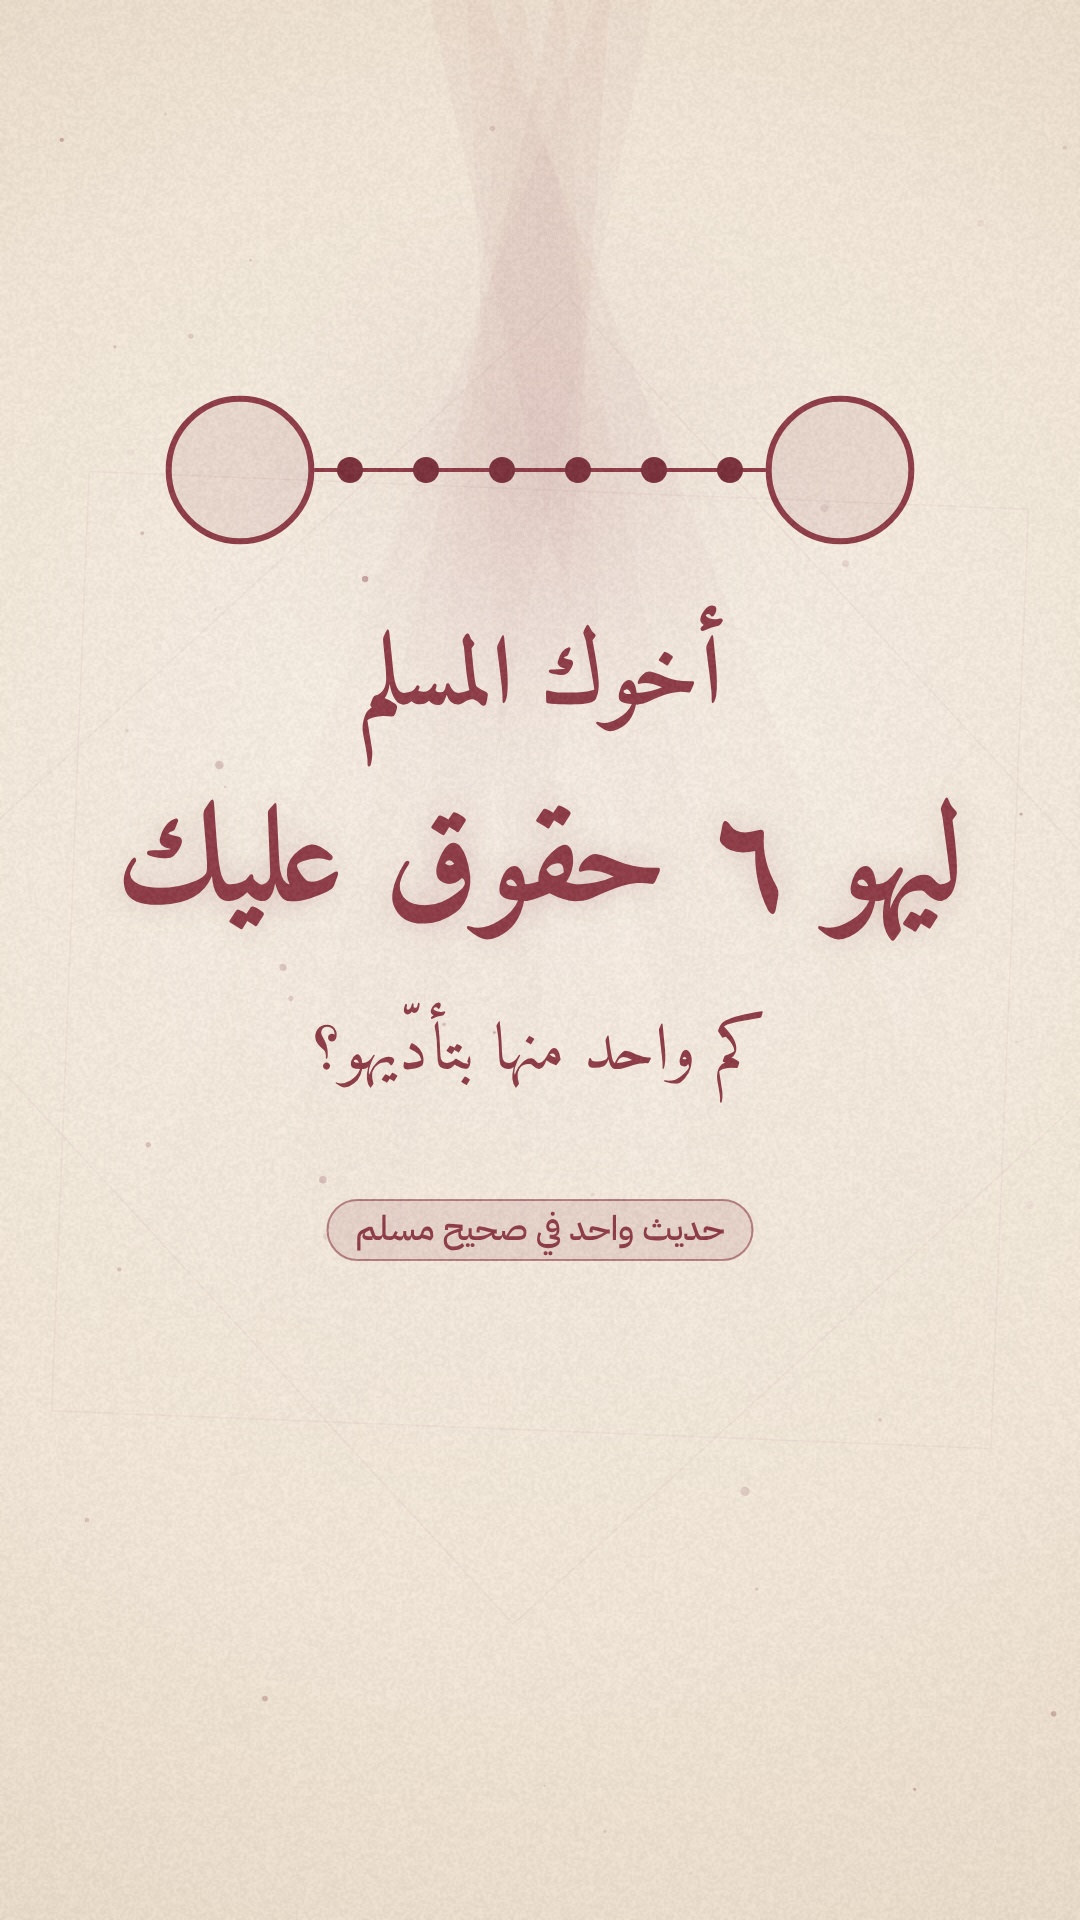 أخوك المسلم
ليهو ٦ حقوق عليك
كم واحد منها بتأدّيهو؟
حديث واحد في صحيح مسلم